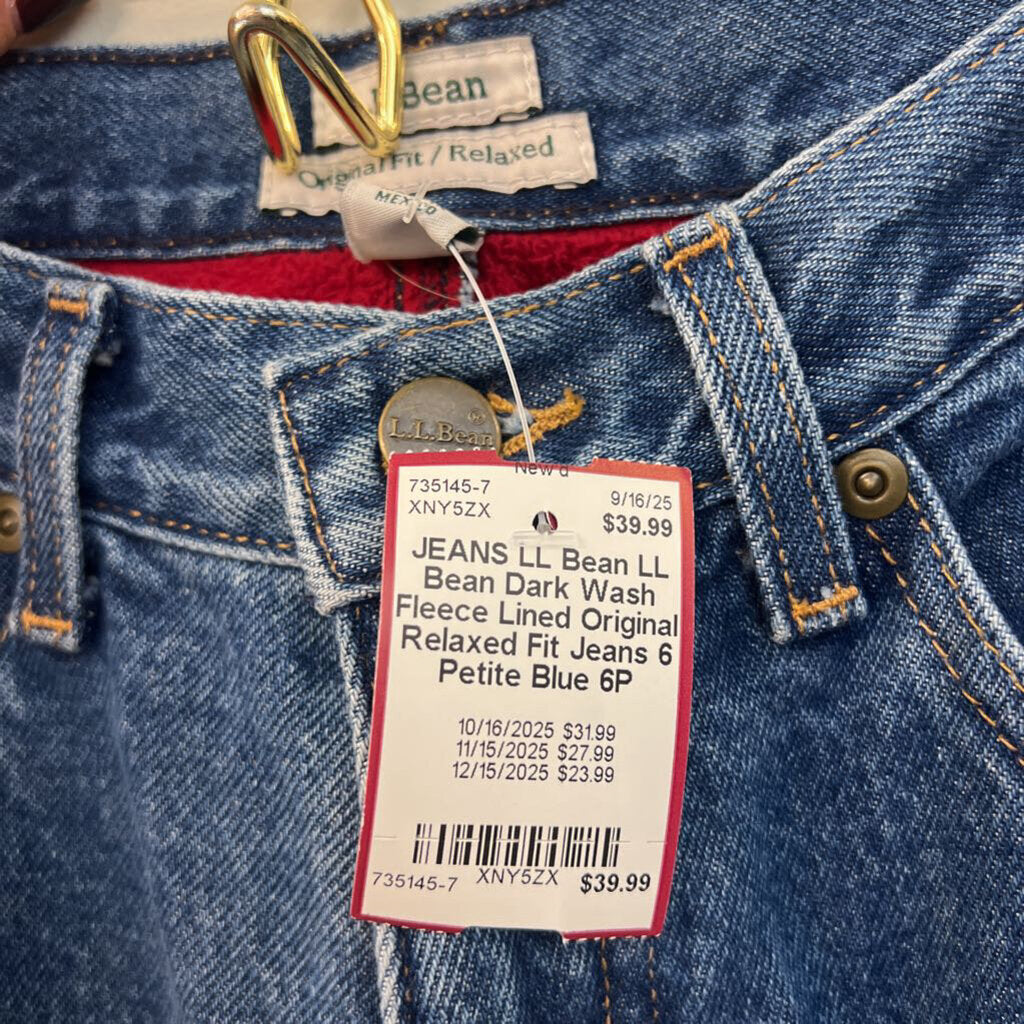 Bean
Original Fit / Relaxed
MEXICO
L.L.Bean
New
735145-7
9/16/25
XNY5ZX
$39.99
JEANS LL Bean LL
Bean Dark Wash
Fleece Lined Original
Relaxed Fit Jeans 6
Petite Blue 6P
10/16/2025 $31.99
11/15/2025 $27.99
12/15/2025 $23.99
735145-7 XNY5ZX $39.99